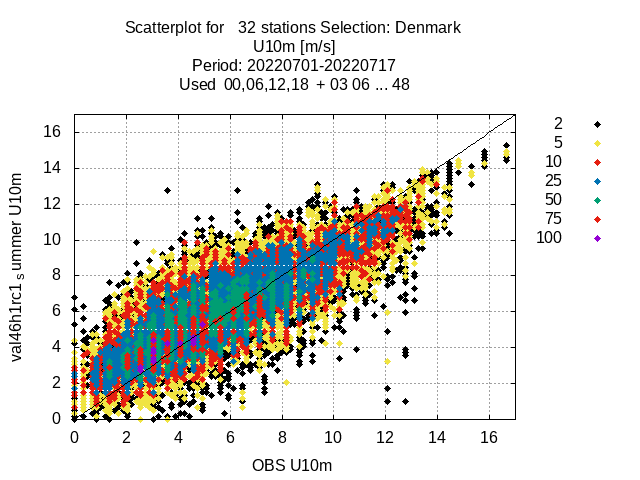 Scatterplot for   32 stations Selection: Denmark
U10m [m/s]
Period: 20220701-20220717
Used  00,06,12,18  + 03 06 ... 48
val46h1rc1 summer U10m
16
14
12
10
8
6
4
2
0
0 2 4 6 8 10 12 14 16
OBS U10m
2
5
10
25
50
75
100